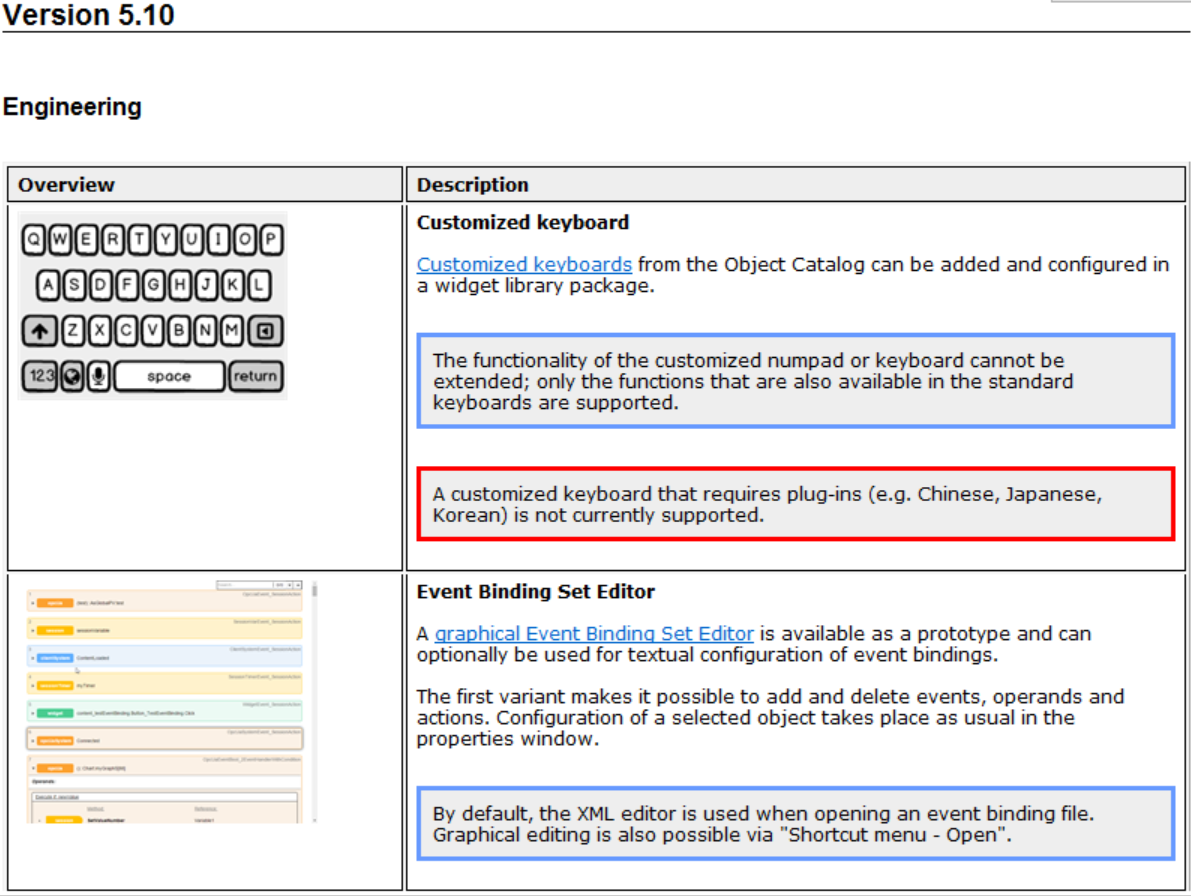 Version 5.10
Engineering
Overview
Description
Q W E R T Y U I O P
A S D F G H J K L
Z X C V B N M
123 space return
Customized keyboard
Customized keyboards from the Object Catalog can be added and configured in
a widget library package.
The functionality of the customized numpad or keyboard cannot be
extended; only the functions that are also available in the standard
keyboards are supported.
A customized keyboard that requires plug-ins (e.g. Chinese, Japanese,
Korean) is not currently supported.
ContentLoaded
myTimer
Connected
Operands:
SetValueNumber
Event Binding Set Editor
A graphical Event Binding Set Editor is available as a prototype and can
optionally be used for textual configuration of event bindings.
The first variant makes it possible to add and delete events, operands and
actions. Configuration of a selected object takes place as usual in the
properties window.
By default, the XML editor is used when opening an event binding file.
Graphical editing is also possible via "Shortcut menu - Open".